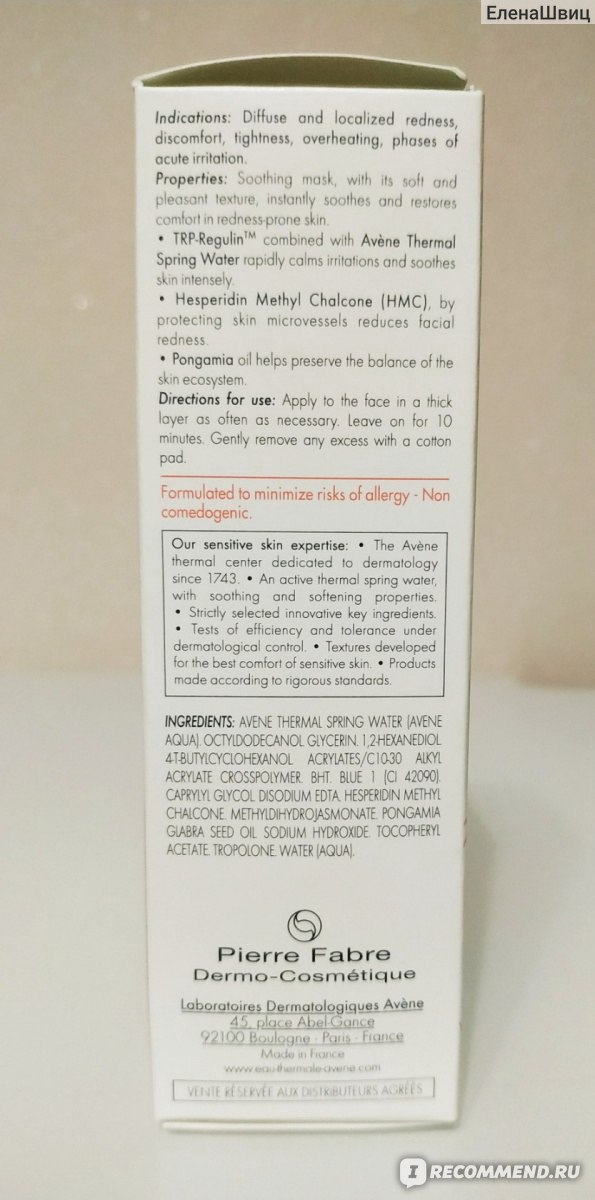 ЕленаШвиц
Indications: Diffuse and localized redness,
discomfort, tightness, overheating, phases of
acute irritation.
Properties: Soothing mask, with its soft and
pleasant texture, instantly soothes and restores
comfort in redness-prone skin.
• TRP-Regulin™ combined with Avène Thermal
Spring Water rapidly calms irritations and soothes
skin intensely.
• Hesperidin Methyl Chalcone (HMC), by
protecting skin microvessels reduces facial
redness.
• Pongamia oil helps preserve the balance of the
skin ecosystem.
Directions for use: Apply to the face in a thick
layer as often as necessary. Leave on for 10
minutes. Gently remove any excess with a cotton
pad.
Formulated to minimize risks of allergy - Non
comedogenic.
Our sensitive skin expertise: • The Avène
thermal center dedicated to dermatology
since 1743. • An active thermal spring water,
with soothing and softening properties.
• Strictly selected innovative key ingredients.
• Tests of efficiency and tolerance under
dermatological control. • Textures developed
for the best comfort of sensitive skin. • Products
made according to rigorous standards.
INGREDIENTS: AVENE THERMAL SPRING WATER (AVENE
AQUA). OCTYLDODECANOL. GLYCERIN. 1,2-HEXANEDIOL.
4-T-BUTYLCYCLOHEXANOL. ACRYLATES/C10-30 ALKYL
ACRYLATE CROSSPOLYMER. BHT. BLUE 1 (CI 42090).
CAPRYLYL GLYCOL. DISODIUM EDTA. HESPERIDIN METHYL
CHALCONE. METHYLDIHYDROJASMONATE. PONGAMIA
GLABRA SEED OIL. SODIUM HYDROXIDE. TOCOPHERYL
ACETATE. TROPOLONE. WATER (AQUA).
Pierre Fabre
Dermo-Cosmétique
Laboratoires Dermatologiques Avène
45, place Abel-Gance
92100 Boulogne - Paris - France
Made in France
www.eau-thermale-avene.com
VENTE RÉSERVÉE AUX DISTRIBUTEURS AGRÉÉS
IRECOMMEND.RU